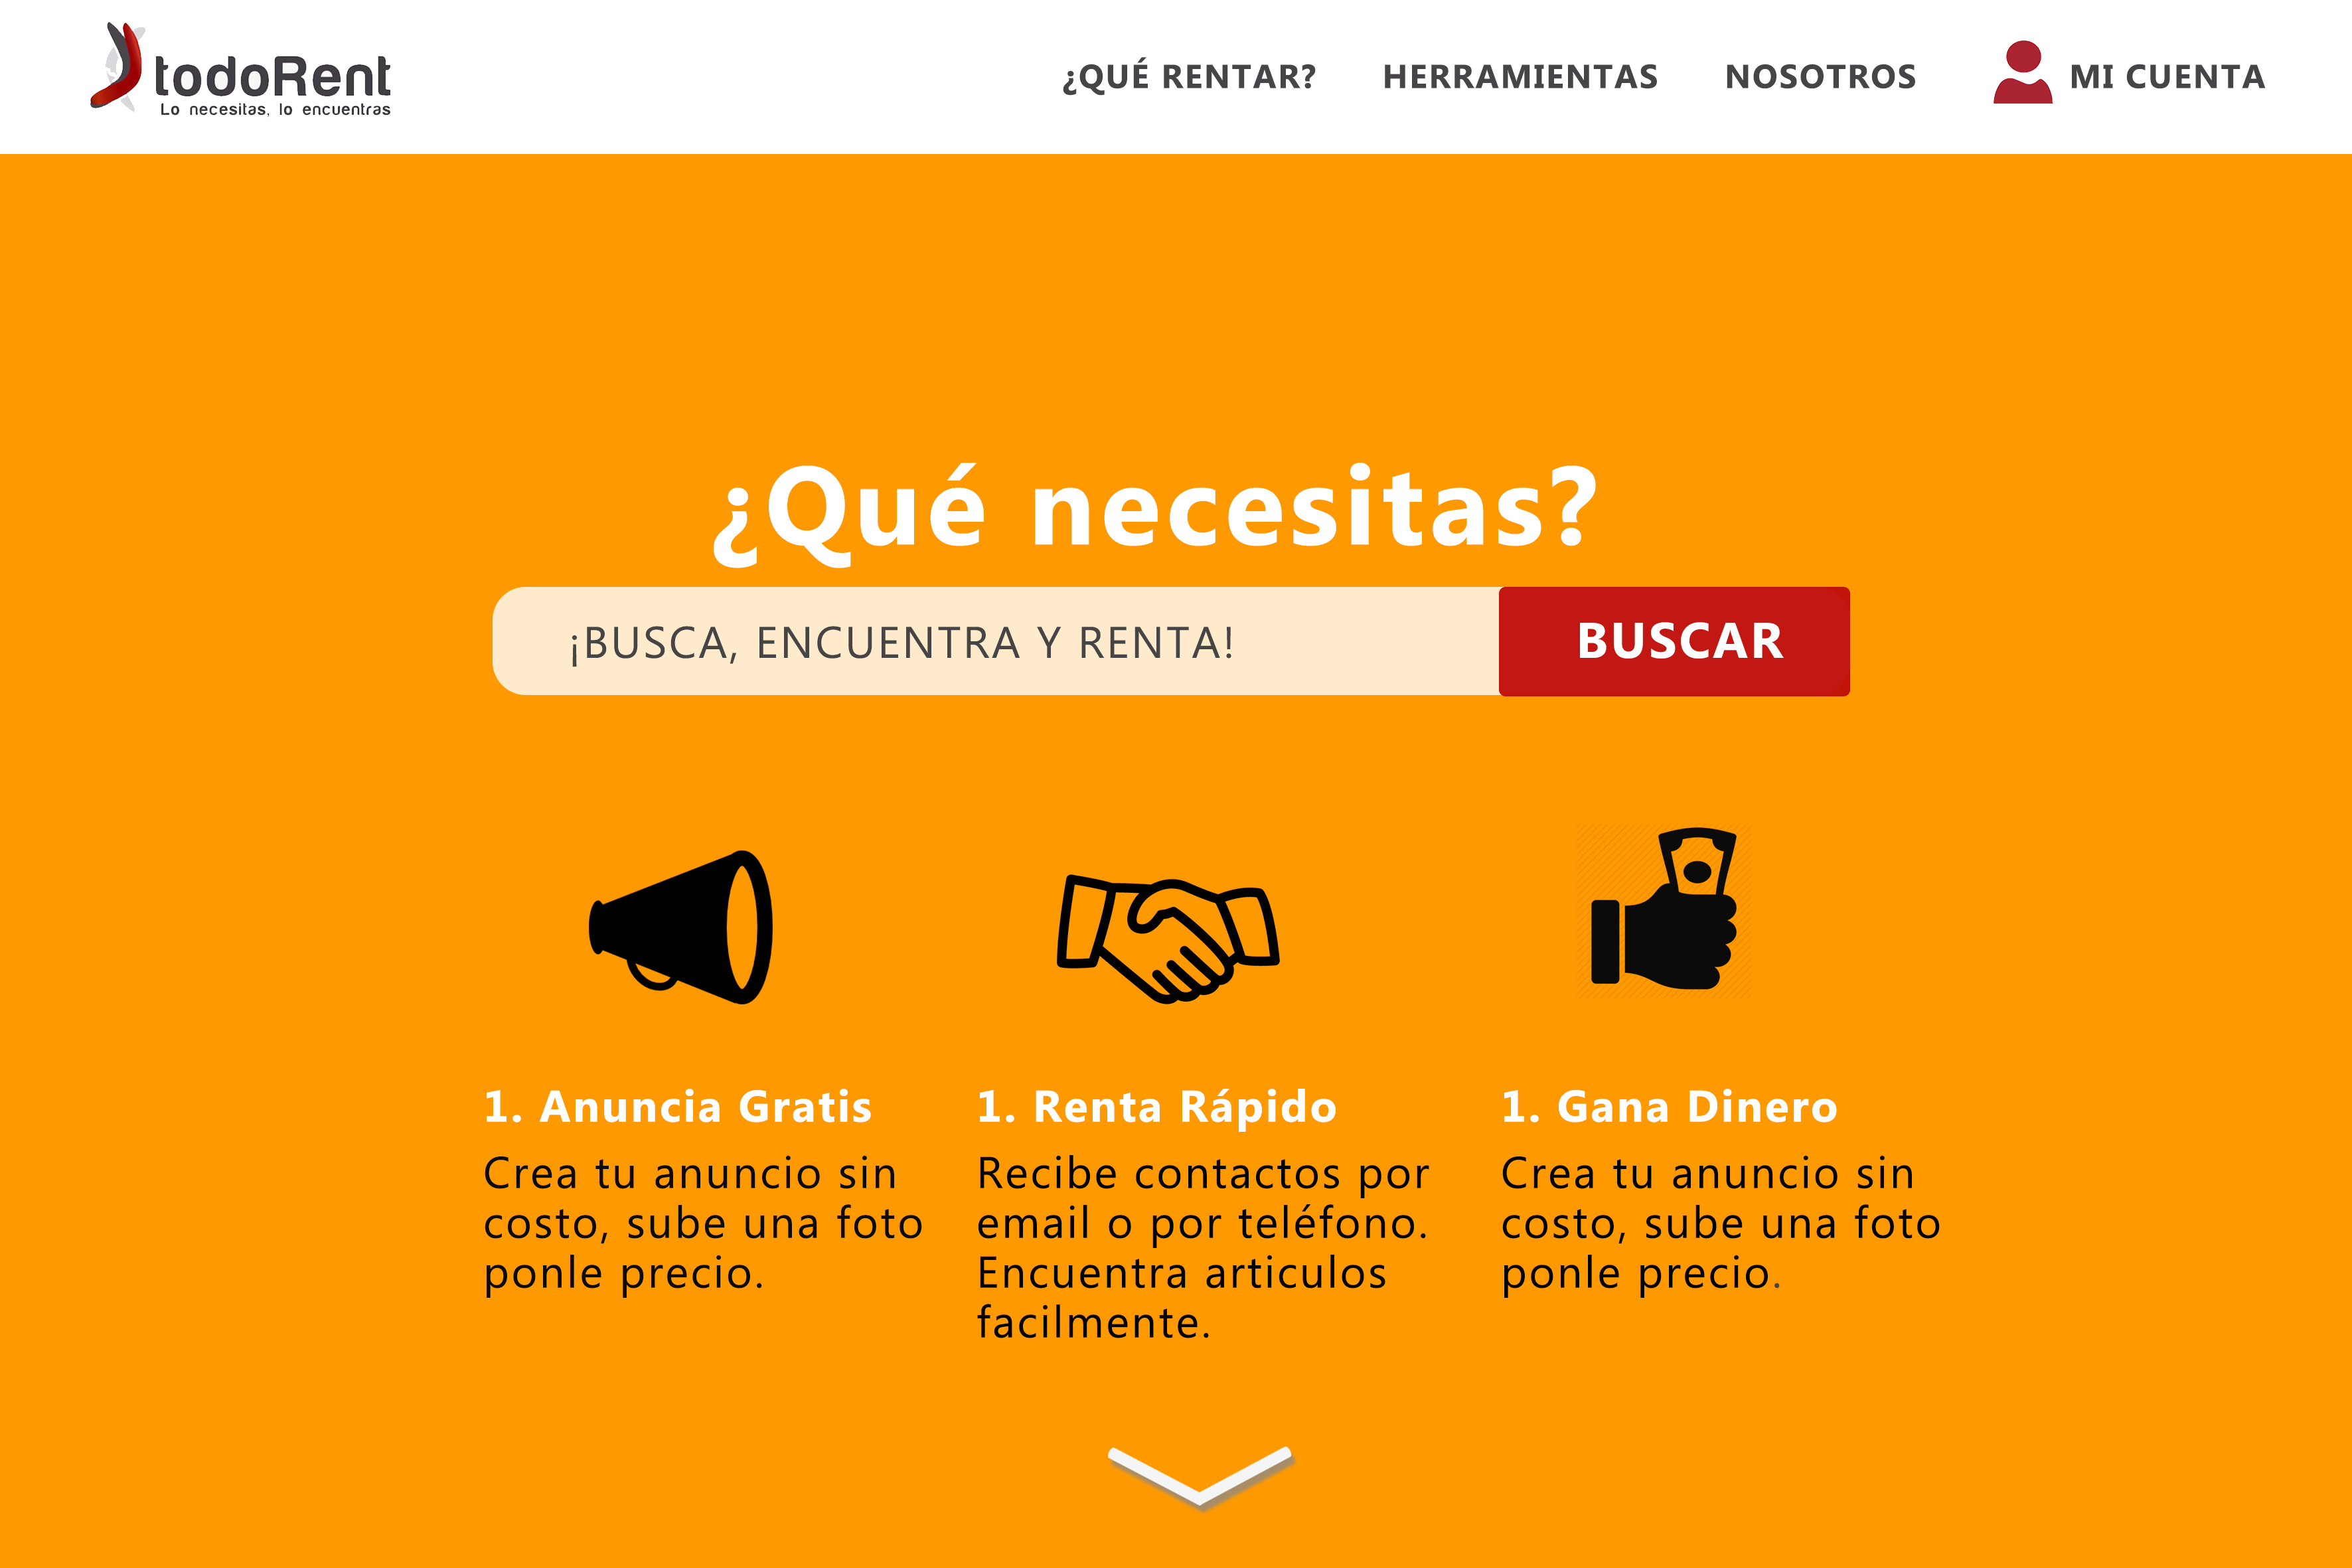 todoRent
Lo necesitas, lo encuentras
¿QUÉ RENTAR?
HERRAMIENTAS
NOSOTROS
MI CUENTA
¿Qué necesitas?
¡BUSCA, ENCUENTRA Y RENTA!
BUSCAR
1. Anuncia Gratis
Crea tu anuncio sin
costo, sube una foto
ponle precio.
1. Renta Rápido
Recibe contactos por
email o por teléfono.
Encuentra articulos
facilmente.
1. Gana Dinero
Crea tu anuncio sin
costo, sube una foto
ponle precio.